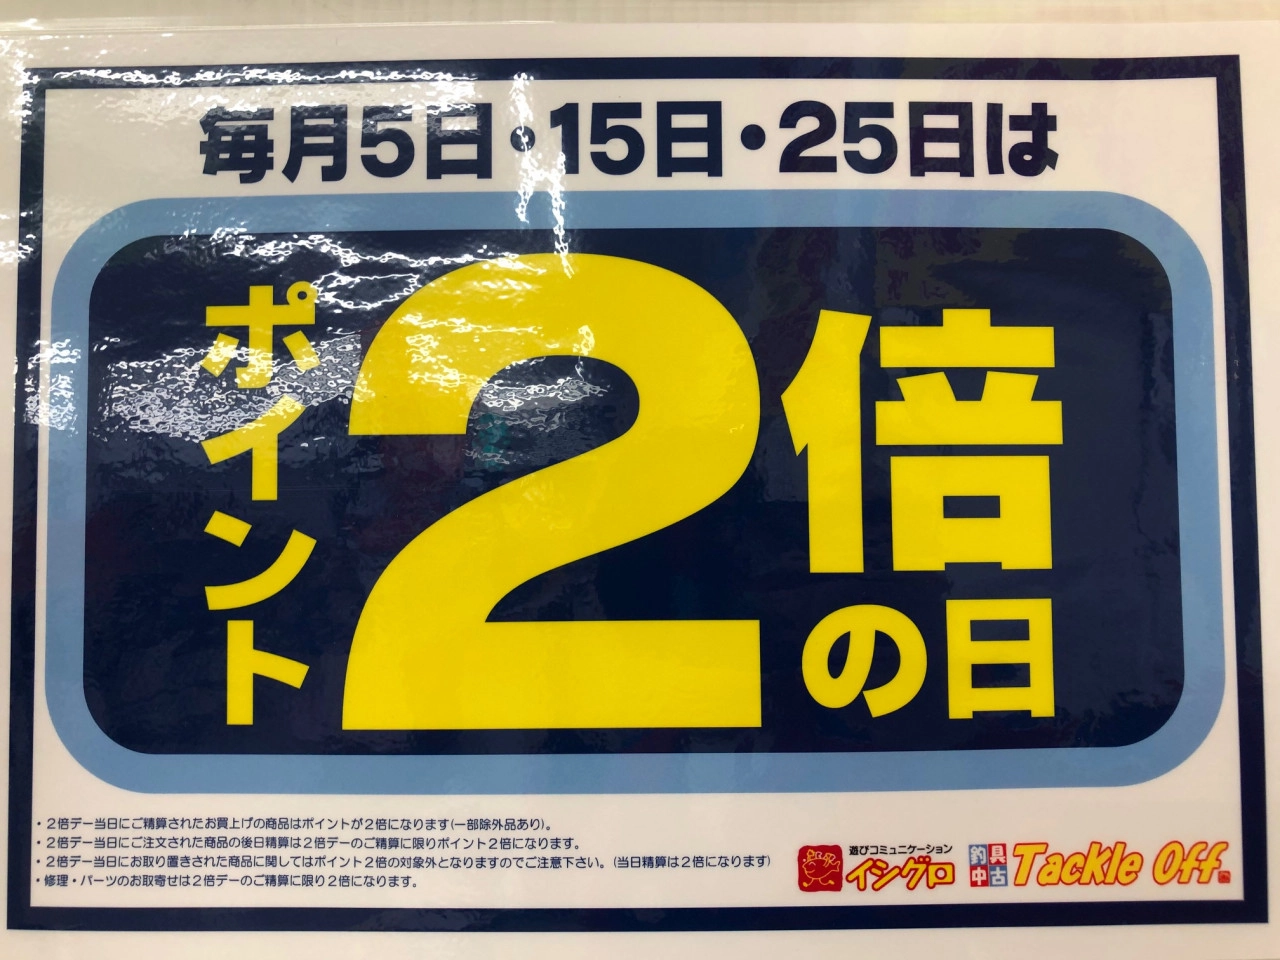 毎月5日・15日・25日は
ポイント
2倍
の日
・2倍デー当日にご精算されたお買上げの商品はポイントが2倍になります(一部除外品あり)。
・2倍デー当日にご注文された商品の後日精算は2倍デーのご精算に限りポイント2倍になります。
・2倍デー当日にお取り置きされた商品に関してはポイント2倍の対象外となりますのでご注意下さい。(当日精算は2倍になります)
・修理・パーツのお取寄せは2倍デーのご精算に限り2倍になります。
遊びコミュニケーション
イシグロ
釣具
中古
Tackle Off